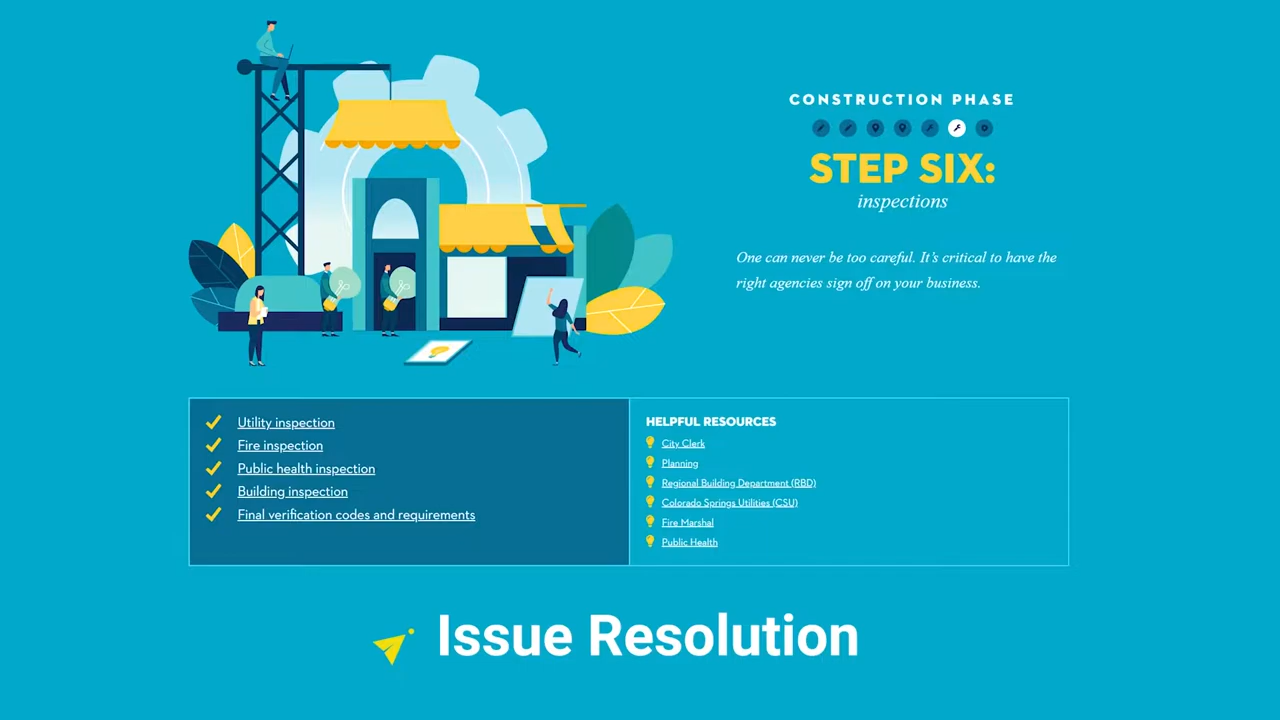 CONSTRUCTION PHASE
STEP SIX:
inspections
One can never be too careful. It's critical to have the
right agencies sign off on your business.
Utility inspection
Fire inspection
Public health inspection
Building inspection
Final verification codes and requirements
HELPFUL RESOURCES
City Clerk
Planning
Regional Building Department (RBD)
Colorado Springs Utilities (CSU)
Fire Marshal
Public Health
Issue Resolution